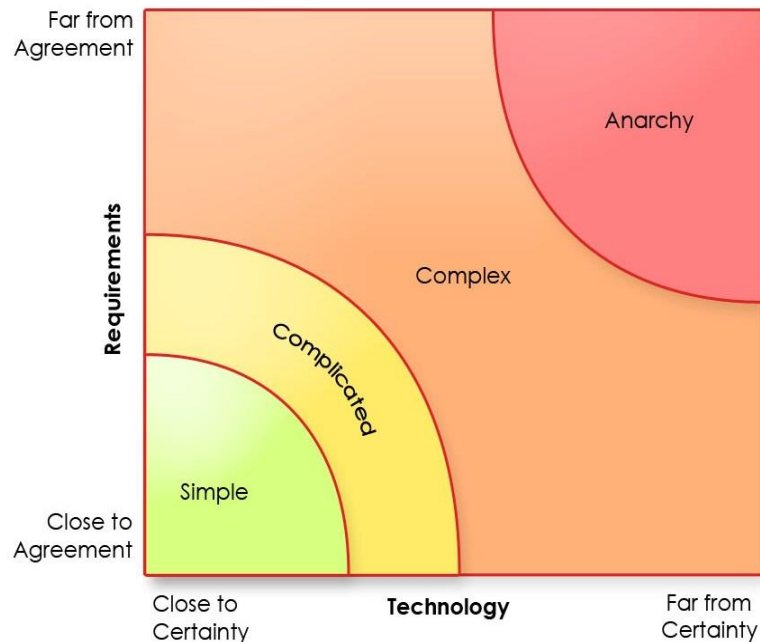 Far from
Agreement
Anarchy
Requirements
Complex
Complicated
Simple
Close to
Agreement
Close to
Certainty
Technology
Far from
Certainty